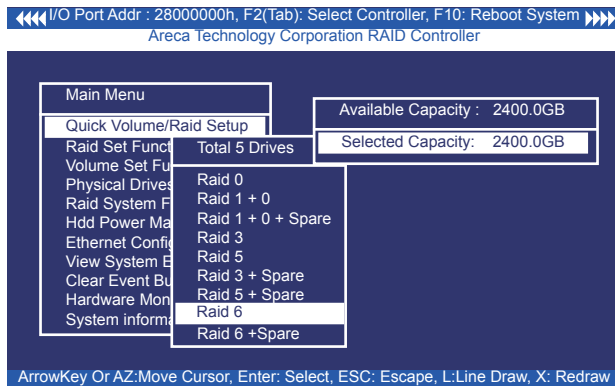 I/O Port Addr : 28000000h, F2(Tab): Select Controller, F10: Reboot System
Areca Technology Corporation RAID Controller
Main Menu
Quick Volume/Raid Setup
Raid Set Funct
Volume Set Fu
Physical Drives
Raid System F
Hdd Power Ma
Ethernet Config
View System E
Clear Event Bu
Hardware Mon
System informa
Total 5 Drives
Raid 0
Raid 1 + 0
Raid 1 + 0 + Spare
Raid 3
Raid 5
Raid 3 + Spare
Raid 5 + Spare
Raid 6
Raid 6 +Spare
Available Capacity : 2400.0GB
Selected Capacity: 2400.0GB
ArrowKey Or AZ:Move Cursor, Enter: Select, ESC: Escape, L:Line Draw, X: Redraw